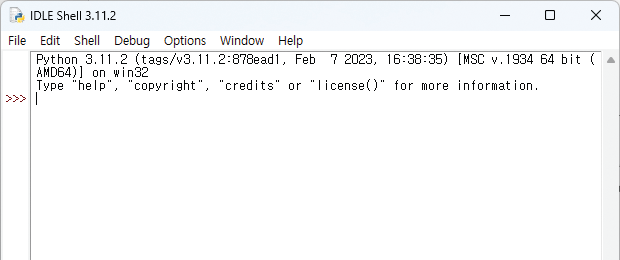 IDLE Shell 3.11.2
File Edit Shell Debug Options Window Help
Python 3.11.2 (tags/v3.11.2:878ead1, Feb  7 2023, 16:38:35) [MSC v.1934 64 bit (
AMD64)] on win32
Type "help", "copyright", "credits" or "license()" for more information.
>>>